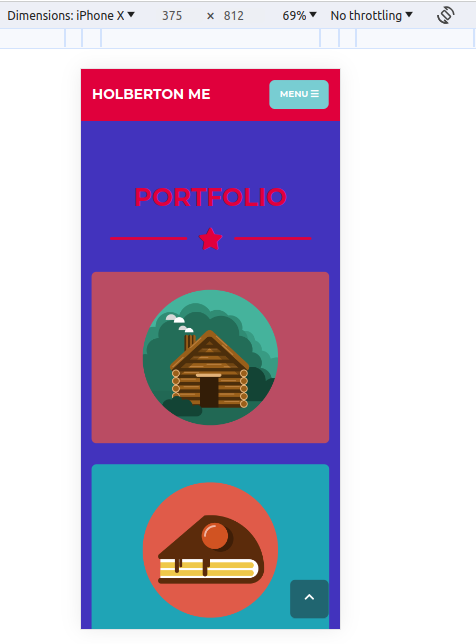 Dimensions: iPhone X 375 × 812 69% No throttling
HOLBERTON ME
MENU
PORTFOLIO